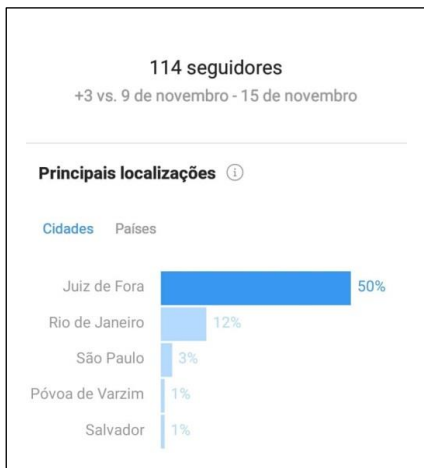 114 seguidores
+3 vs. 9 de novembro - 15 de novembro
Principais localizações
Cidades Países
Juiz de Fora 50%
Rio de Janeiro 12%
São Paulo 3%
Póvoa de Varzim 1%
Salvador 1%